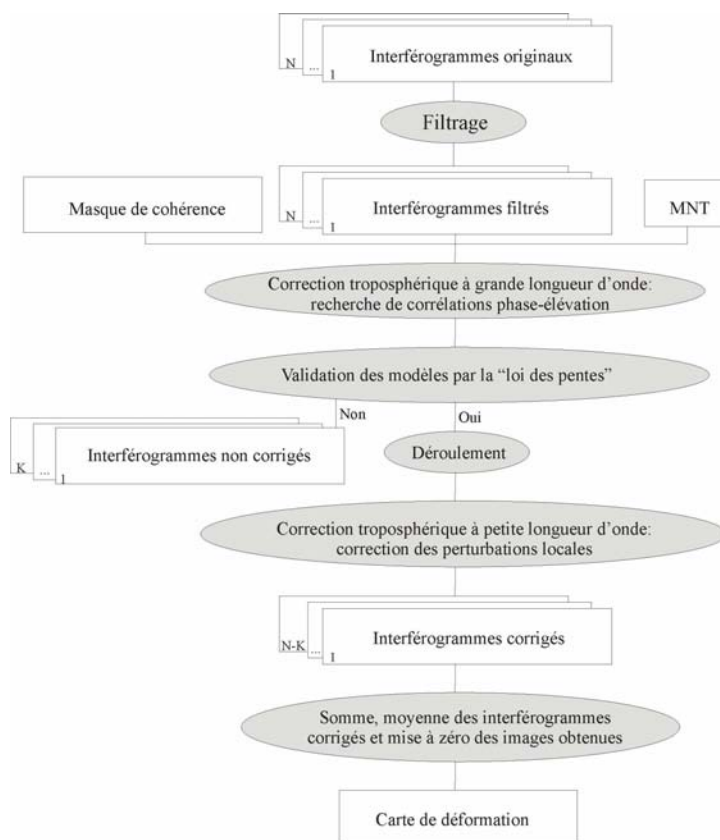 Interférogrammes originaux
N
...
1
Filtrage
Masque de cohérence
Interférogrammes filtrés
MNT
N
...
1
Correction troposphérique à grande longueur d'onde:
recherche de corrélations phase-élévation
Validation des modèles par la “loi des pentes”
Non
Oui
Interférogrammes non corrigés
K
...
1
Déroulement
Correction troposphérique à petite longueur d'onde:
correction des perturbations locales
Interférogrammes corrigés
N-K
...
1
Somme, moyenne des interférogrammes
corrigés et mise à zéro des images obtenues
Carte de déformation